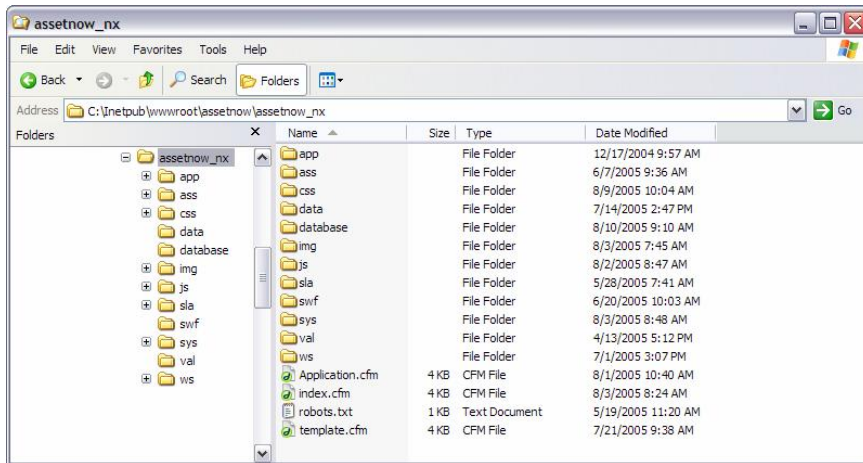 assetnow_nx
File Edit View Favorites Tools Help
Back Search Folders
Address C:\Inetpub\wwwroot\assetnow\assetnow_nx Go
Folders x Name Size Type Date Modified
assetnow_nx
app
ass
css
data
database
img
js
sla
swf
sys
val
ws
app File Folder 12/17/2004 9:57 AM
ass File Folder 6/7/2005 9:36 AM
css File Folder 8/9/2005 10:04 AM
data File Folder 7/14/2005 2:47 PM
database File Folder 8/10/2005 9:10 AM
img File Folder 8/3/2005 7:45 AM
js File Folder 8/2/2005 8:47 AM
sla File Folder 5/28/2005 7:41 AM
swf File Folder 6/20/2005 10:03 AM
sys File Folder 8/3/2005 8:48 AM
val File Folder 4/13/2005 5:12 PM
ws File Folder 7/1/2005 3:07 PM
Application.cfm 4 KB CFM File 8/1/2005 10:40 AM
index.cfm 4 KB CFM File 8/3/2005 8:24 AM
robots.txt 1 KB Text Document 5/19/2005 11:20 AM
template.cfm 4 KB CFM File 7/21/2005 9:38 AM